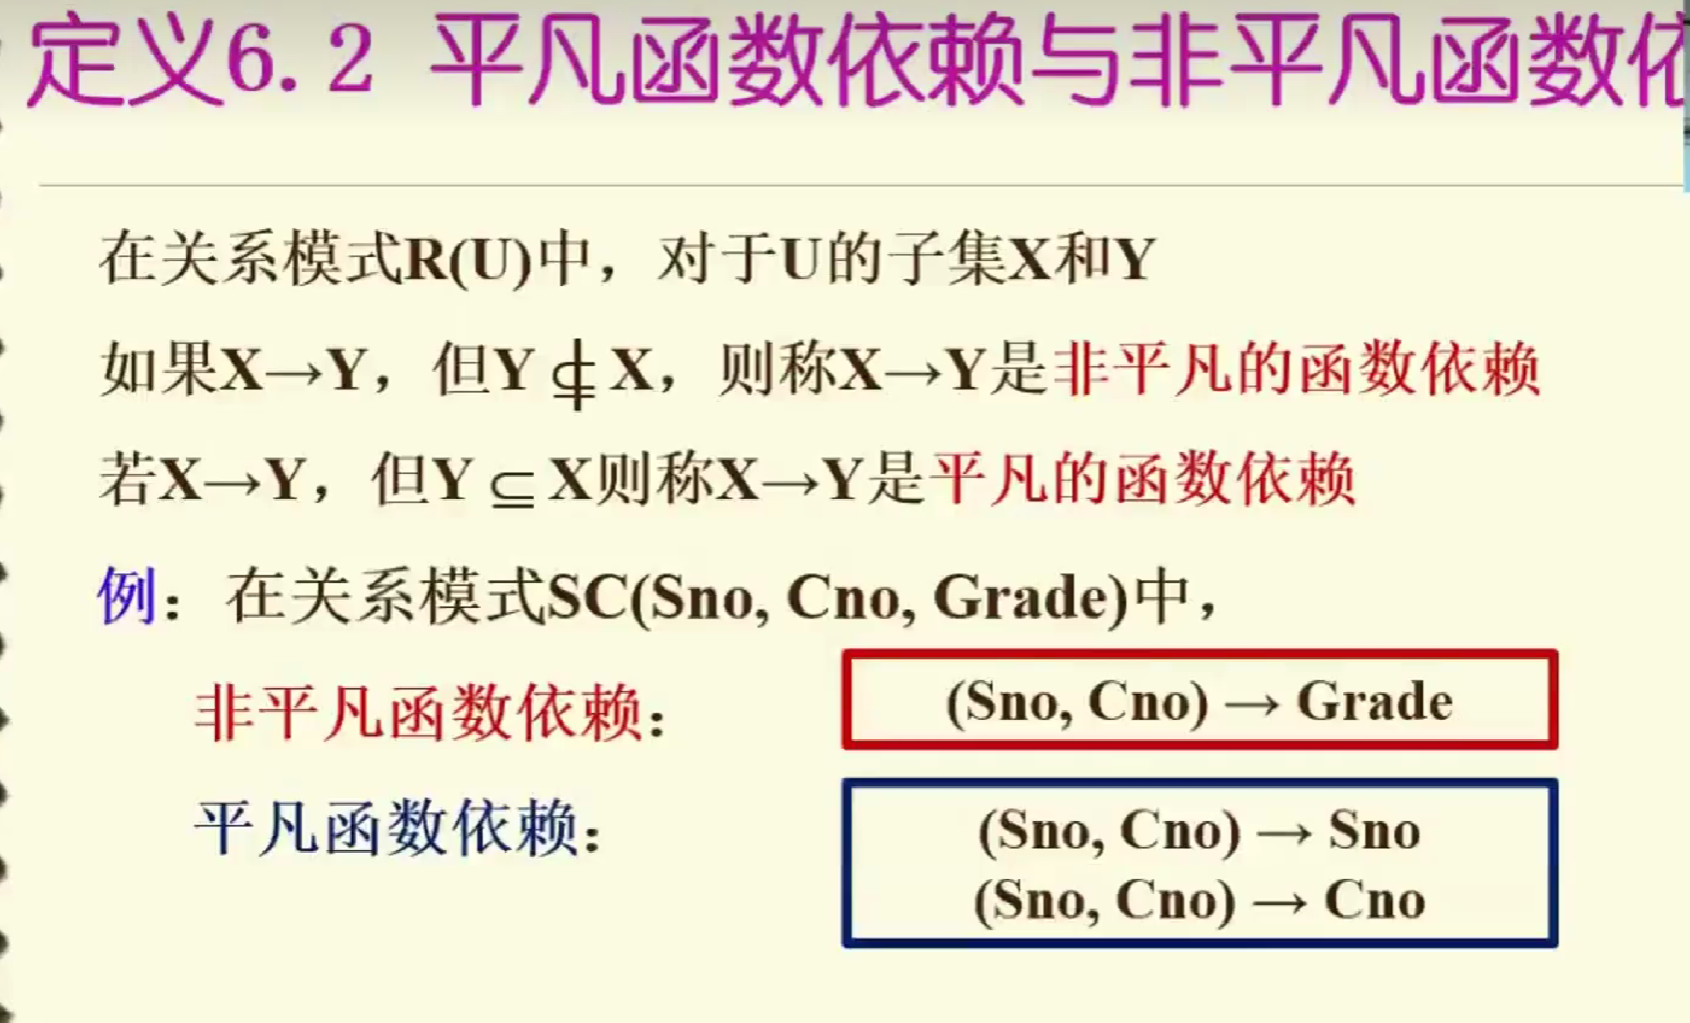 定义6.2 平凡函数依赖与非平凡函数依
在关系模式R(U)中，对于U的子集X和Y
如果X→Y，但Y ⊈ X，则称X→Y是非平凡的函数依赖
若X→Y，但Y ⊆ X则称X→Y是平凡的函数依赖
例：在关系模式SC(Sno, Cno, Grade)中，
非平凡函数依赖： (Sno, Cno) → Grade
平凡函数依赖： (Sno, Cno) → Sno
(Sno, Cno) → Cno